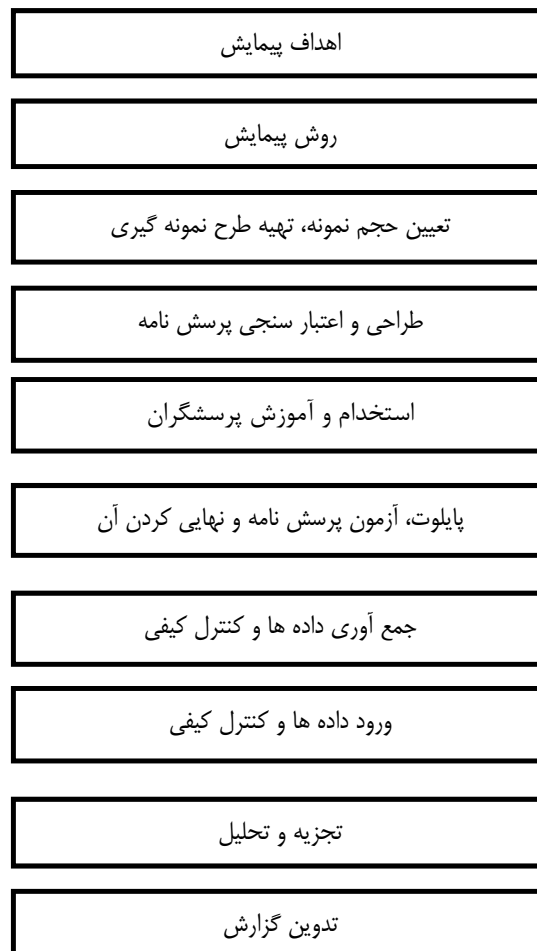 اهداف پیمایش
روش پیمایش
تعیین حجم نمونه، تهیه طرح نمونه گیری
طراحی و اعتبار سنجی پرسش نامه
استخدام و آموزش پرسشگران
پایلوت، آزمون پرسش نامه و نهایی کردن آن
جمع آوری داده ها و کنترل کیفی
ورود داده ها و کنترل کیفی
تجزیه و تحلیل
تدوین گزارش